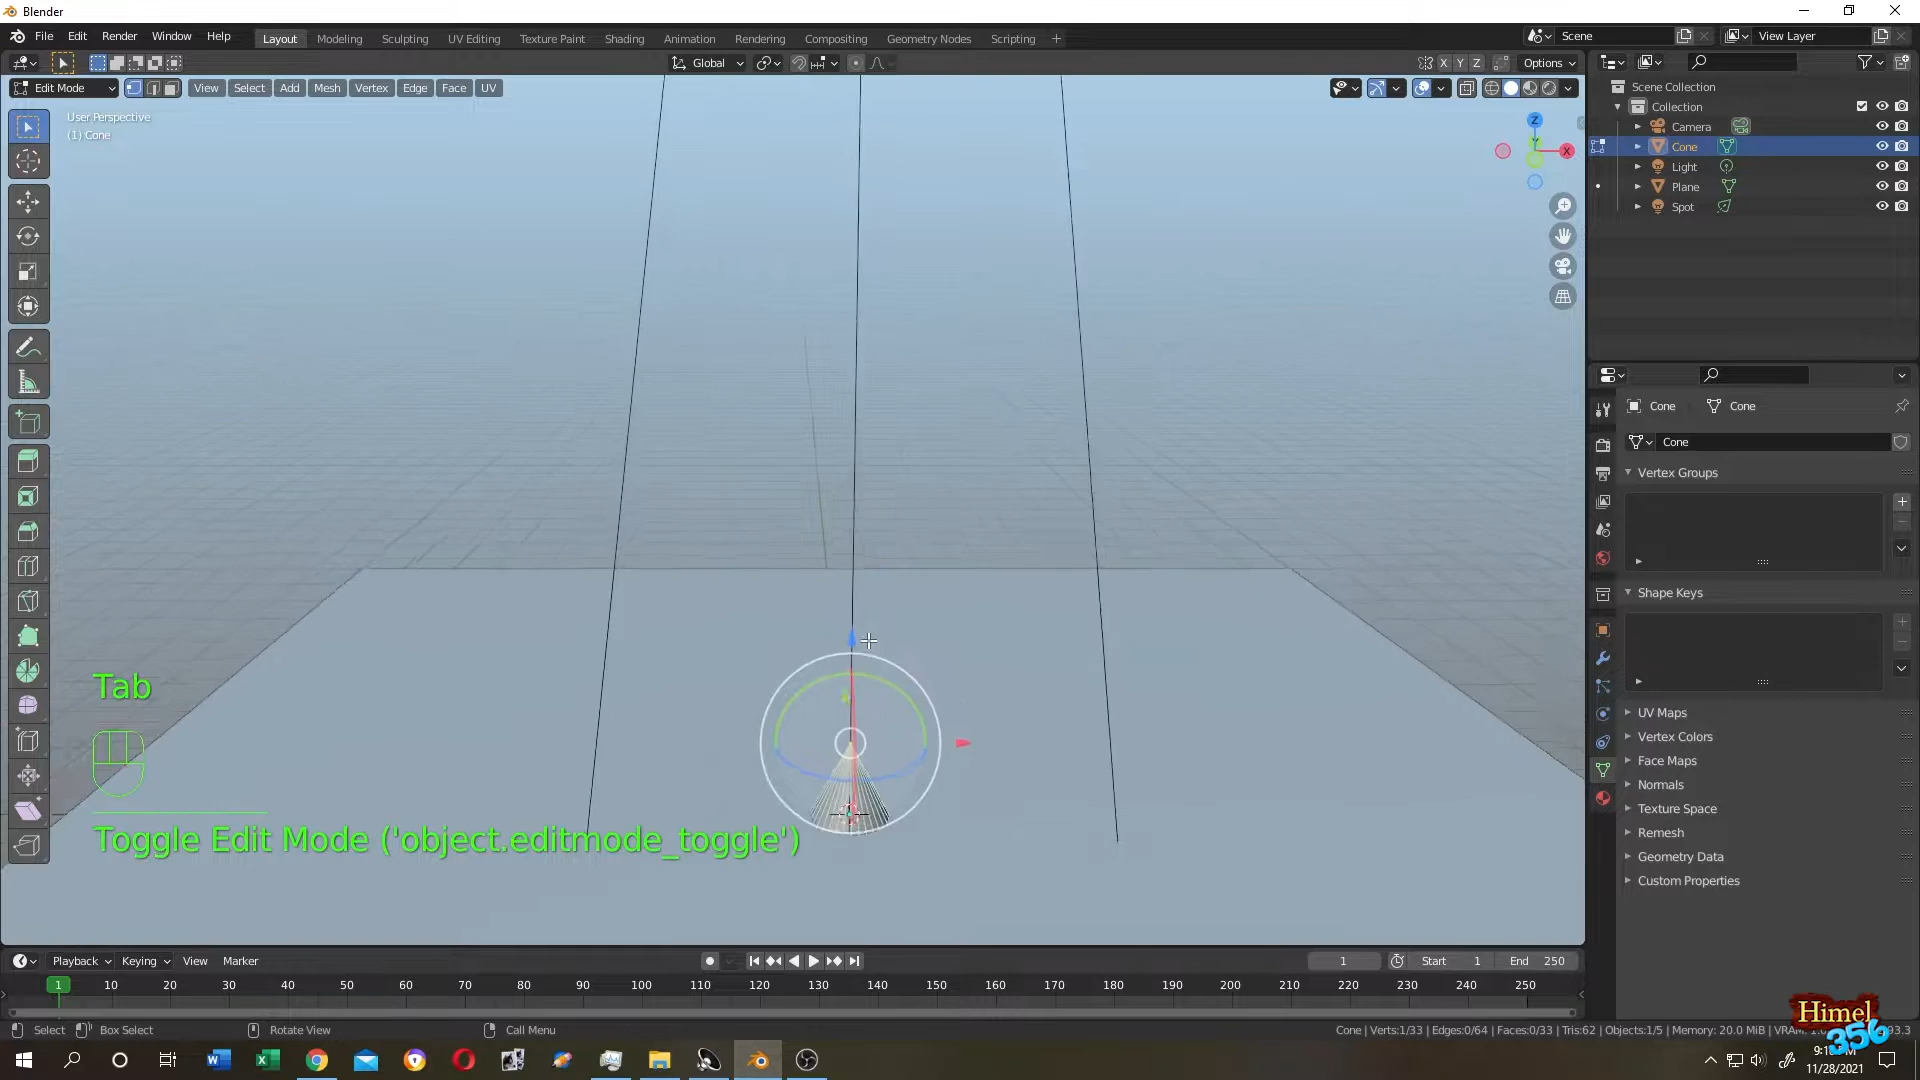 Blender
File Edit Render Window Help Layout Modeling Sculpting UV Editing Texture Paint Shading Animation Rendering Compositing Geometry Nodes Scripting + Scene View Layer
Global X Y Z Options
Edit Mode View Select Add Mesh Vertex Edge Face UV
User Perspective
(1) Cone
Z
Y
X
Scene Collection
Collection
Camera
Cone
Light
Plane
Spot
Cone Cone
Cone
Vertex Groups
Shape Keys
UV Maps
Vertex Colors
Face Maps
Normals
Texture Space
Remesh
Geometry Data
Custom Properties
Tab
Toggle Edit Mode ('object.editmode_toggle')
Playback Keying View Marker 1 Start 1 End 250
1 10 20 30 40 50 60 70 80 90 100 110 120 130 140 150 160 170 180 190 200 210 220 230 240 250
Select Box Select Rotate View Call Menu Cone | Verts:1/33 | Edges:0/64 | Faces:0/33 | Tris:62 | Objects:1/5 | Memory: 20.0 MiB | VRAM:
Himel
356
11/28/2021